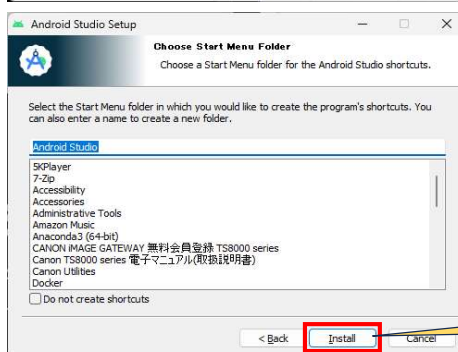 Android Studio Setup
Choose Start Menu Folder
Choose a Start Menu folder for the Android Studio shortcuts.
Select the Start Menu folder in which you would like to create the program's shortcuts. You
can also enter a name to create a new folder.
Android Studio
5KPlayer
7-Zip
Accessibility
Accessories
Administrative Tools
Amazon Music
Anaconda3 (64-bit)
CANON iMAGE GATEWAY 無料会員登録 TS8000 series
Canon TS8000 series 電子マニュアル(取扱説明書)
Canon Utilities
Docker
Do not create shortcuts
< Back
Install
Cancel